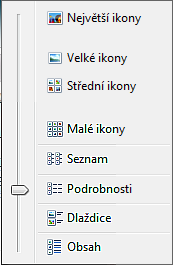 Největší ikony
Velké ikony
Střední ikony
Malé ikony
Seznam
Podrobnosti
Dlaždice
Obsah